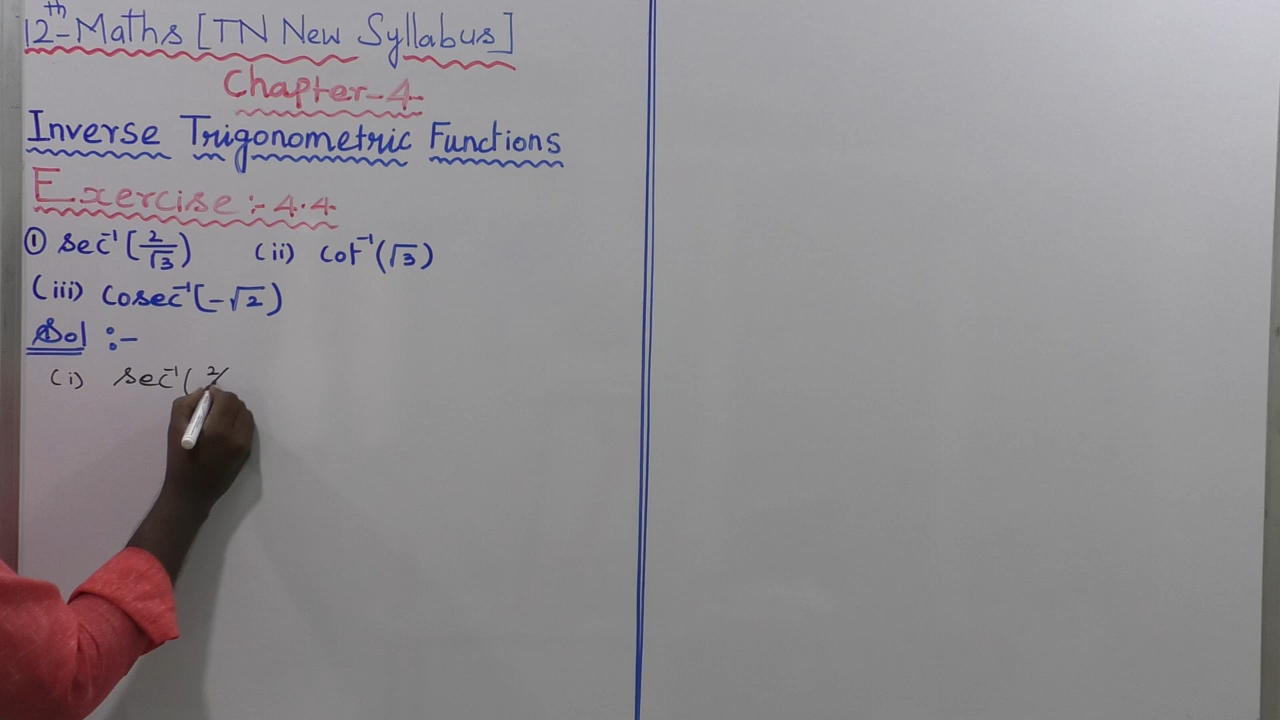 12th-Maths [TN New Syllabus]
Chapter-4-
Inverse Trigonometric Functions
Exercise:- 4.4
① sec⁻¹(2/√3) (ii) cot⁻¹(√3)
(iii) cosec⁻¹(-√2)
Sol :-
(i) sec⁻¹(2/